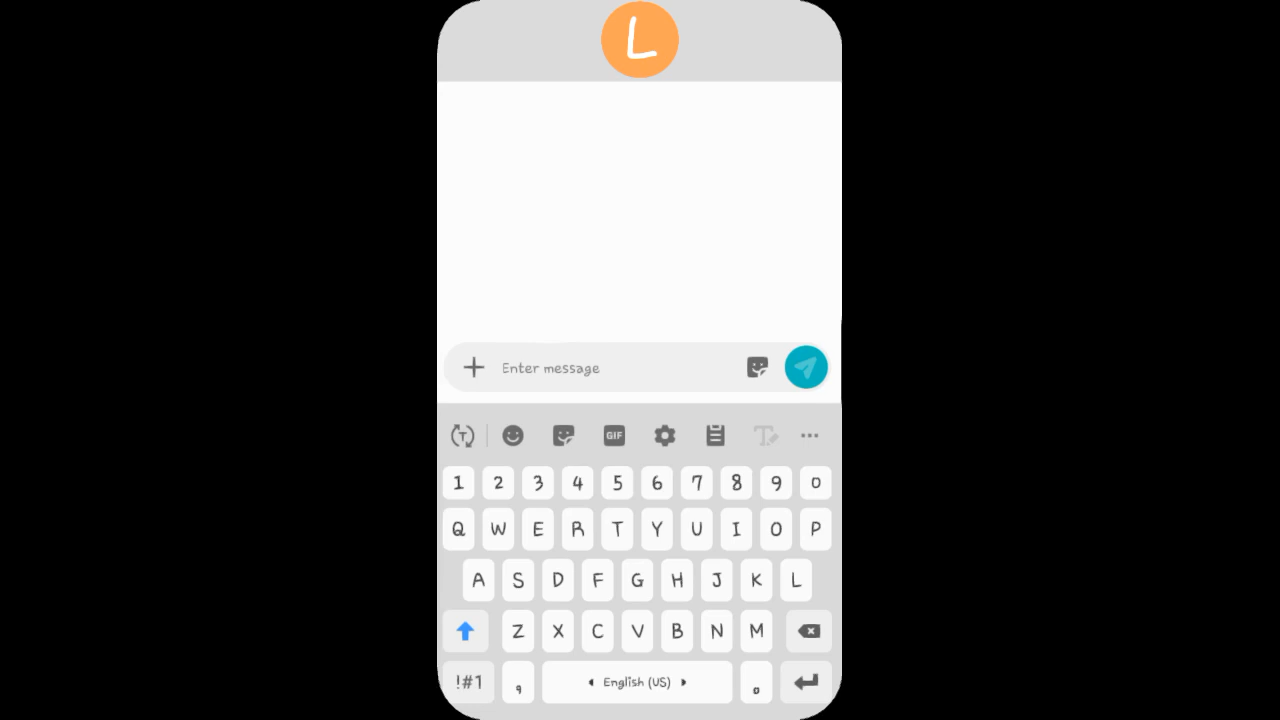 L
Enter message
T GIF T
1 2 3 4 5 6 7 8 9 0
Q W E R T Y U I O P
A S D F G H J K L
Z X C V B N M
!#1 , English (US) .